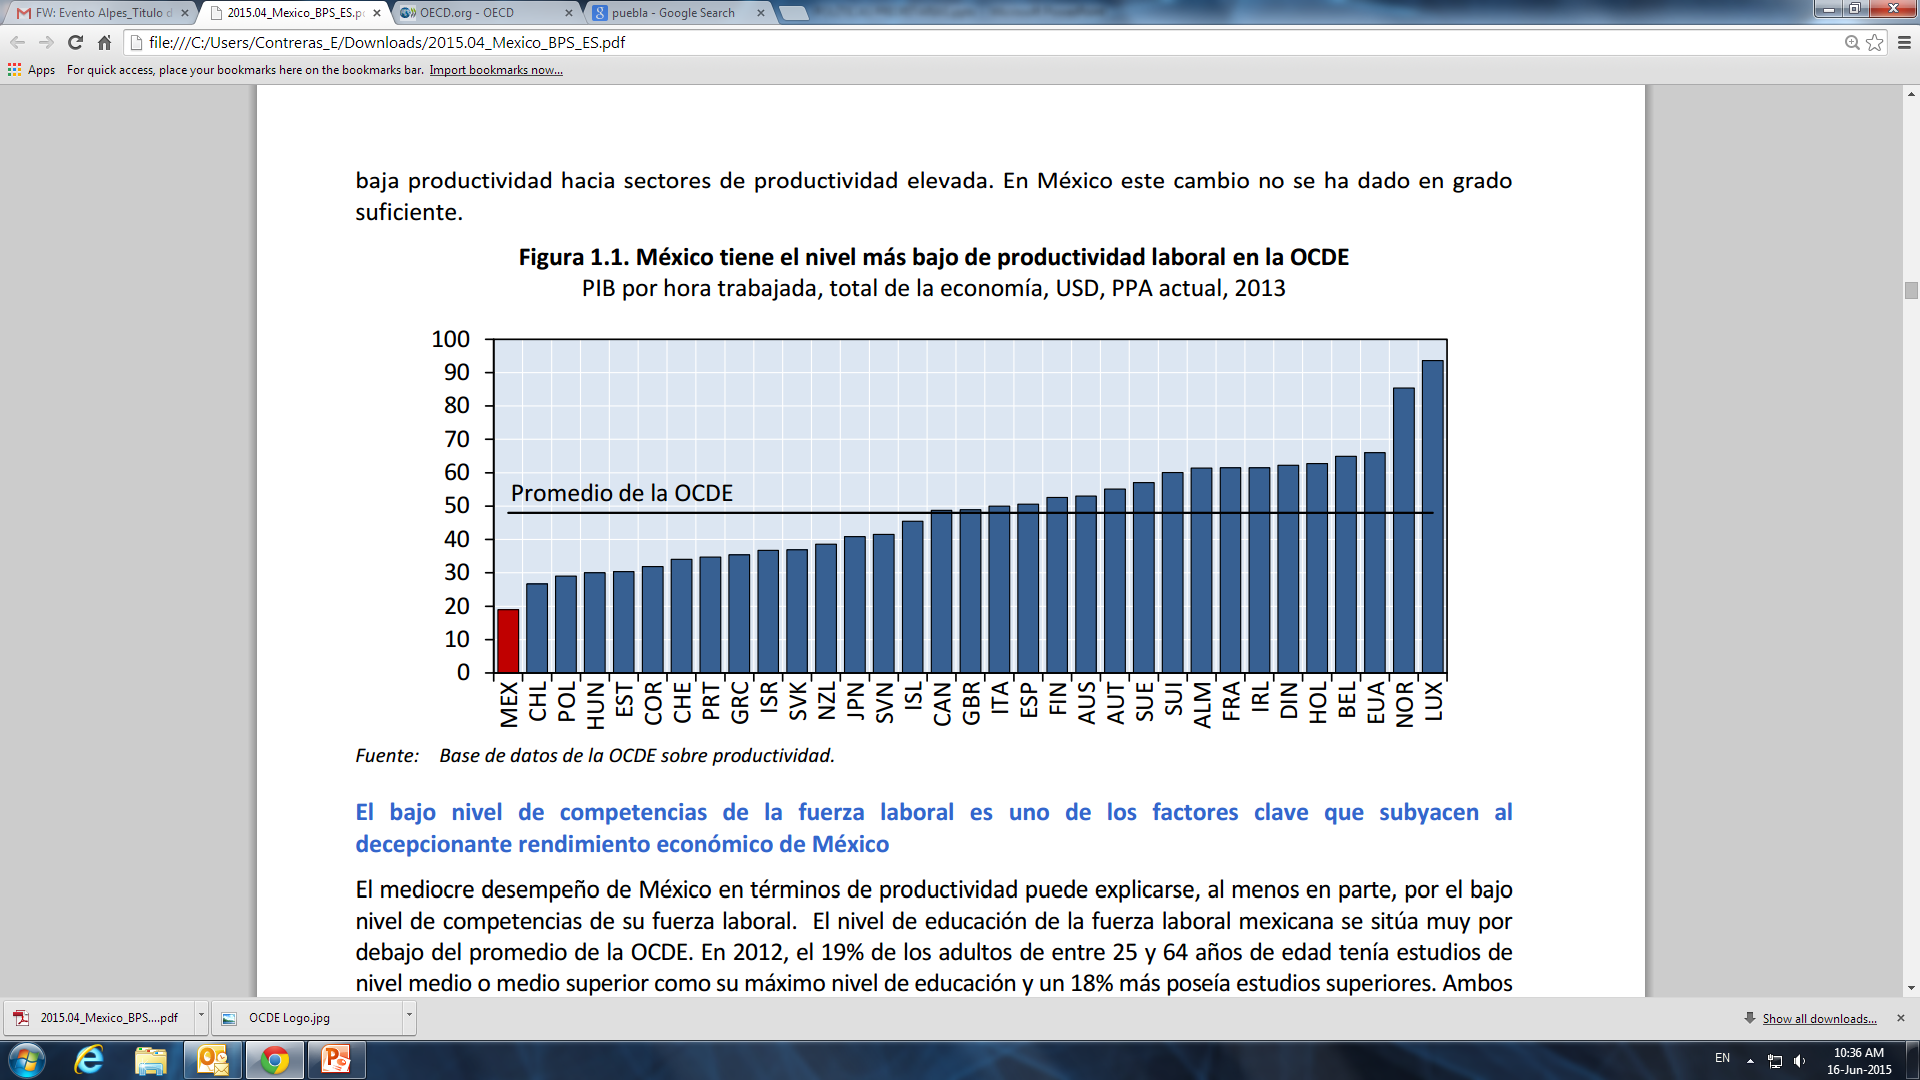 FW: Evento Alpes_Titulo d
2015.04_Mexico_BPS_ES.p
OECD.org - OECD
puebla - Google Search
file:///C:/Users/Contreras_E/Downloads/2015.04_Mexico_BPS_ES.pdf
Apps For quick access, place your bookmarks here on the bookmarks bar. Import bookmarks now...
baja productividad hacia sectores de productividad elevada. En México este cambio no se ha dado en grado
suficiente.
Figura 1.1. México tiene el nivel más bajo de productividad laboral en la OCDE
PIB por hora trabajada, total de la economía, USD, PPA actual, 2013
100
90
80
70
60
50
40
30
20
10
0
Promedio de la OCDE
MEX
CHL
POL
HUN
EST
COR
CHE
PRT
GRC
ISR
SVK
NZL
JPN
SVN
ISL
CAN
GBR
ITA
ESP
FIN
AUS
AUT
SUE
SUI
ALM
FRA
IRL
DIN
HOL
BEL
EUA
NOR
LUX
Fuente: Base de datos de la OCDE sobre productividad.
El bajo nivel de competencias de la fuerza laboral es uno de los factores clave que subyacen al
decepcionante rendimiento económico de México
El mediocre desempeño de México en términos de productividad puede explicarse, al menos en parte, por el bajo
nivel de competencias de su fuerza laboral. El nivel de educación de la fuerza laboral mexicana se sitúa muy por
debajo del promedio de la OCDE. En 2012, el 19% de los adultos de entre 25 y 64 años de edad tenía estudios de
nivel medio o medio superior como su máximo nivel de educación y un 18% más poseía estudios superiores. Ambos
2015.04_Mexico_BPS....pdf
OCDE Logo.jpg
Show all downloads...
EN
10:36 AM
16-Jun-2015